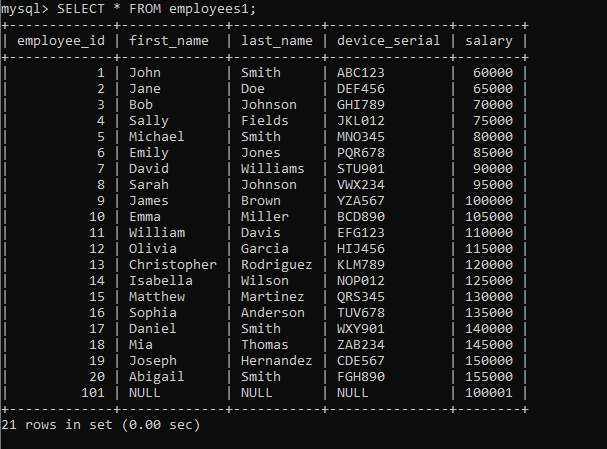 mysql> SELECT * FROM employees1;
+-------------+-------------+-----------+---------------+--------+
| employee_id | first_name  | last_name | device_serial | salary |
+-------------+-------------+-----------+---------------+--------+
|           1 | John        | Smith     | ABC123        |  60000 |
|           2 | Jane        | Doe       | DEF456        |  65000 |
|           3 | Bob         | Johnson   | GHI789        |  70000 |
|           4 | Sally       | Fields    | JKL012        |  75000 |
|           5 | Michael     | Smith     | MNO345        |  80000 |
|           6 | Emily       | Jones     | PQR678        |  85000 |
|           7 | David       | Williams  | STU901        |  90000 |
|           8 | Sarah       | Johnson   | VWX234        |  95000 |
|           9 | James       | Brown     | YZA567        | 100000 |
|          10 | Emma        | Miller    | BCD890        | 105000 |
|          11 | William     | Davis     | EFG123        | 110000 |
|          12 | Olivia      | Garcia    | HIJ456        | 115000 |
|          13 | Christopher | Rodriguez | KLM789        | 120000 |
|          14 | Isabella    | Wilson    | NOP012        | 125000 |
|          15 | Matthew     | Martinez  | QRS345        | 130000 |
|          16 | Sophia      | Anderson  | TUV678        | 135000 |
|          17 | Daniel      | Smith     | WXY901        | 140000 |
|          18 | Mia         | Thomas    | ZAB234        | 145000 |
|          19 | Joseph      | Hernandez | CDE567        | 150000 |
|          20 | Abigail     | Smith     | FGH890        | 155000 |
|         101 | NULL        | NULL      | NULL          | 100001 |
+-------------+-------------+-----------+---------------+--------+
21 rows in set (0.00 sec)